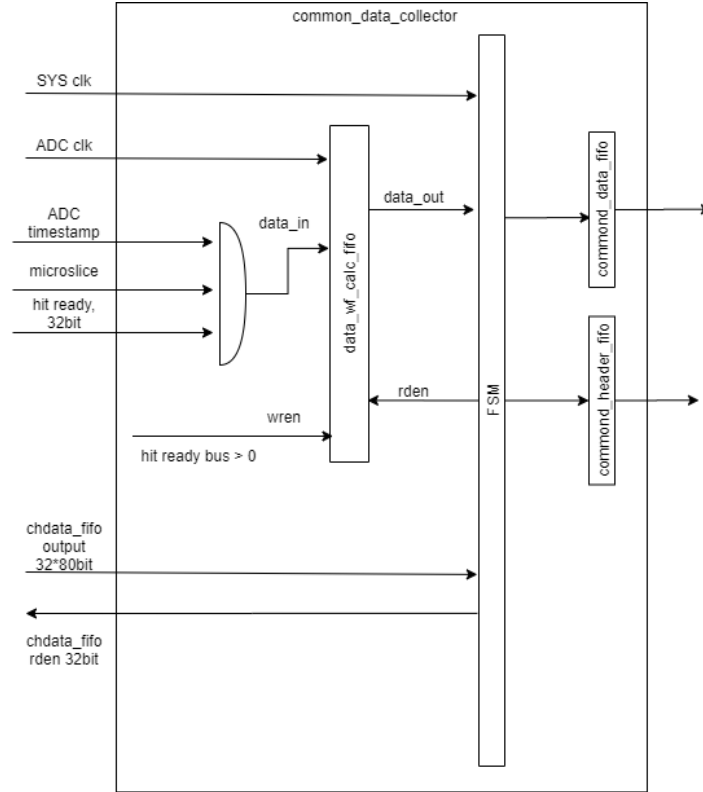 common_data_collector
SYS clk
ADC clk
ADC
timestamp
microslice
hit ready,
32bit
data_in
data_wf_calc_fifo
data_out
rden
wren
hit ready bus > 0
FSM
commond_data_fifo
commond_header_fifo
chdata_fifo
output
32*80bit
chdata_fifo
rden 32bit